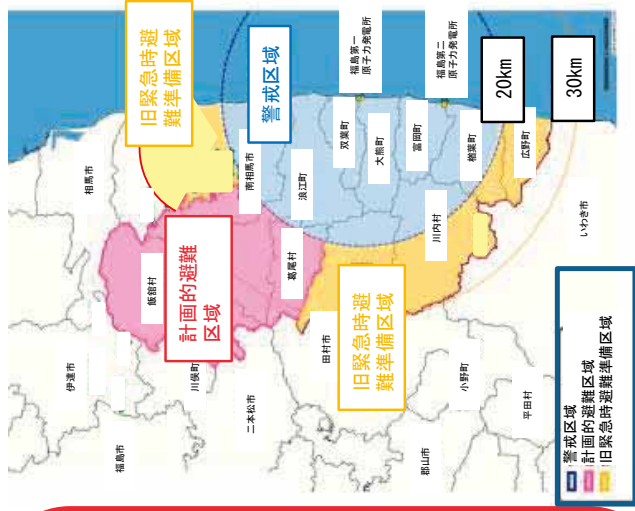 旧緊急時避
難準備区域
警戒区域
福島第一
原子力発電所
福島第二
原子力発電所
20km
30km
相馬市
南相馬市
浪江町
双葉町
大熊町
富岡町
楢葉町
広野町
飯舘村
計画的避難
区域
葛尾村
川内村
いわき市
伊達市
川俣町
二本松市
田村市
旧緊急時避
難準備区域
小野町
平田村
福島市
郡山市
警戒区域
計画的避難区域
旧緊急時避難準備区域